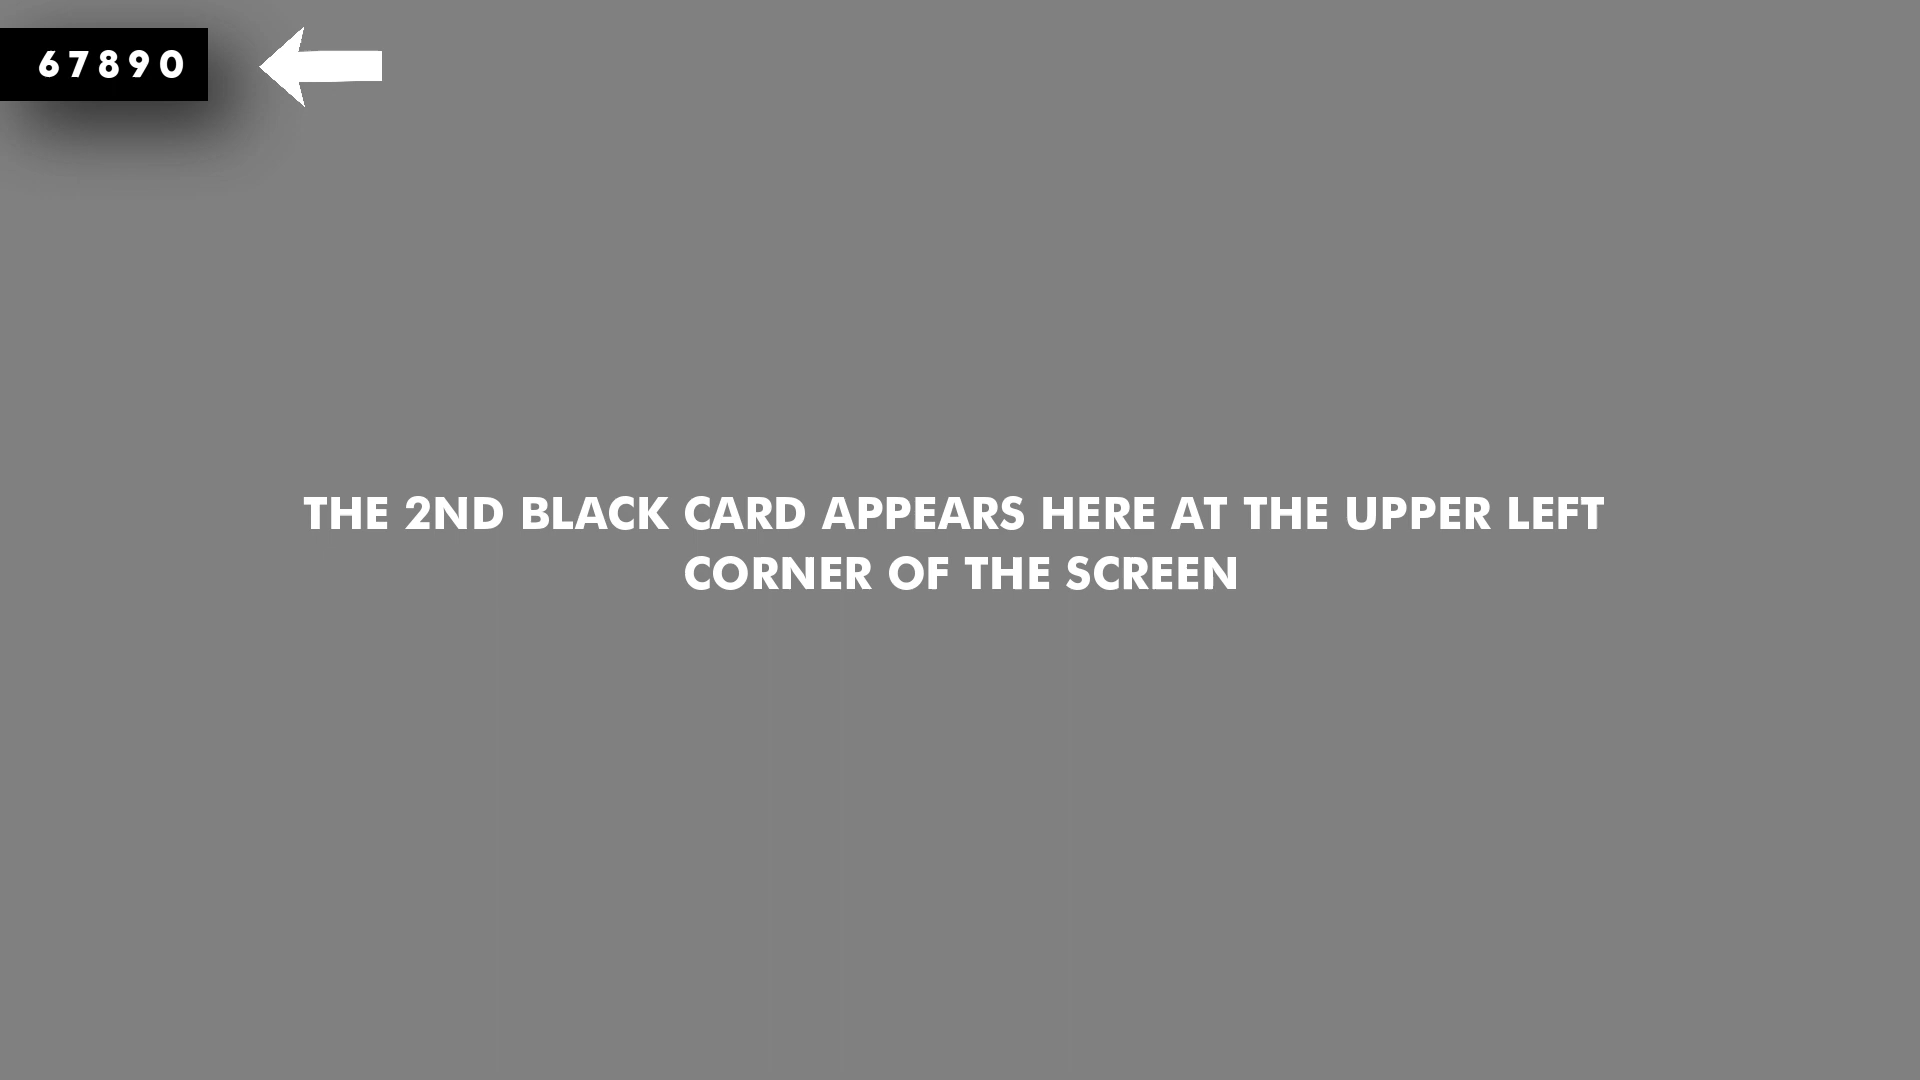 67890
THE 2ND BLACK CARD APPEARS HERE AT THE UPPER LEFT
CORNER OF THE SCREEN